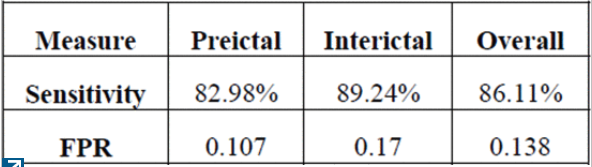 Measure Preictal Interictal Overall
Sensitivity 82.98% 89.24% 86.11%
FPR 0.107 0.17 0.138